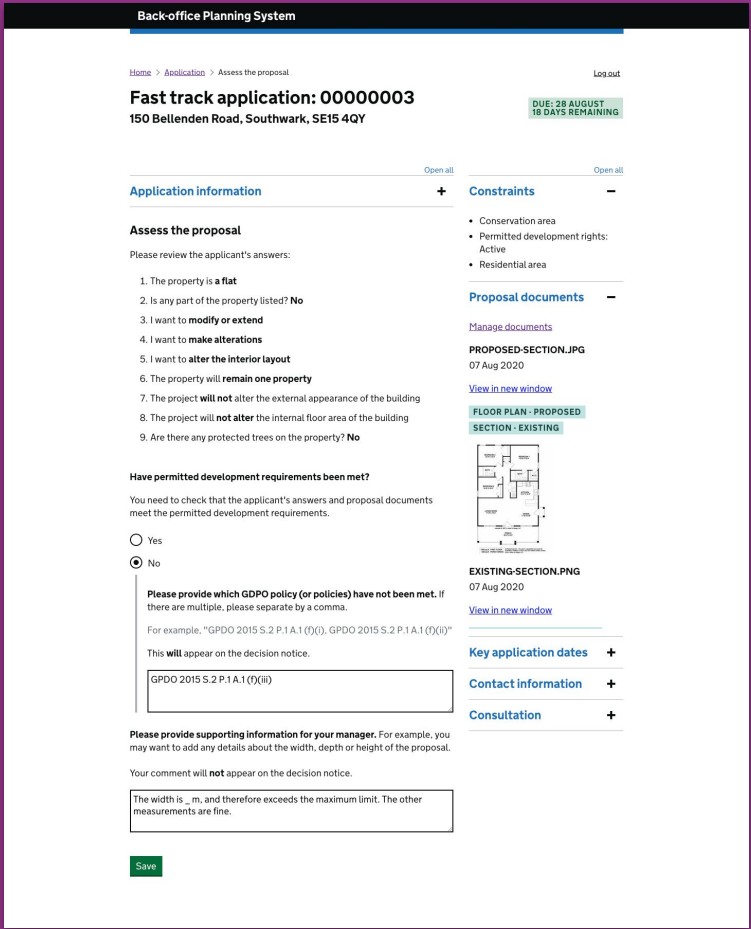 Back-office Planning System
Home > Application > Assess the proposal
Log out
Fast track application: 00000003
150 Bellenden Road, Southwark, SE15 4QY
DUE: 28 AUGUST
18 DAYS REMAINING
Open all
Application information +
Assess the proposal
Please review the applicant's answers:
1. The property is a flat
2. Is any part of the property listed? No
3. I want to modify or extend
4. I want to make alterations
5. I want to alter the interior layout
6. The property will remain one property
7. The project will not alter the external appearance of the building
8. The project will not alter the internal floor area of the building
9. Are there any protected trees on the property? No
Have permitted development requirements been met?
You need to check that the applicant's answers and proposal documents
meet the permitted development requirements.
Yes
No
Please provide which GDPO policy (or policies) have not been met. If
there are multiple, please separate by a comma.
For example, "GPDO 2015 S.2 P.1 A.1 (f)(i), GPDO 2015 S.2 P.1 A.1 (f)(ii)"
This will appear on the decision notice.
GPDO 2015 S.2 P.1 A.1 (f)(iii)
Please provide supporting information for your manager. For example, you
may want to add any details about the width, depth or height of the proposal.
Your comment will not appear on the decision notice.
The width is _ m, and therefore exceeds the maximum limit. The other
measurements are fine.
Save
Open all
Constraints −
• Conservation area
• Permitted development rights:
Active
• Residential area
Proposal documents −
Manage documents
PROPOSED-SECTION.JPG
07 Aug 2020
View in new window
FLOOR PLAN - PROPOSED
SECTION - EXISTING
EXISTING-SECTION.PNG
07 Aug 2020
View in new window
Key application dates +
Contact information +
Consultation +